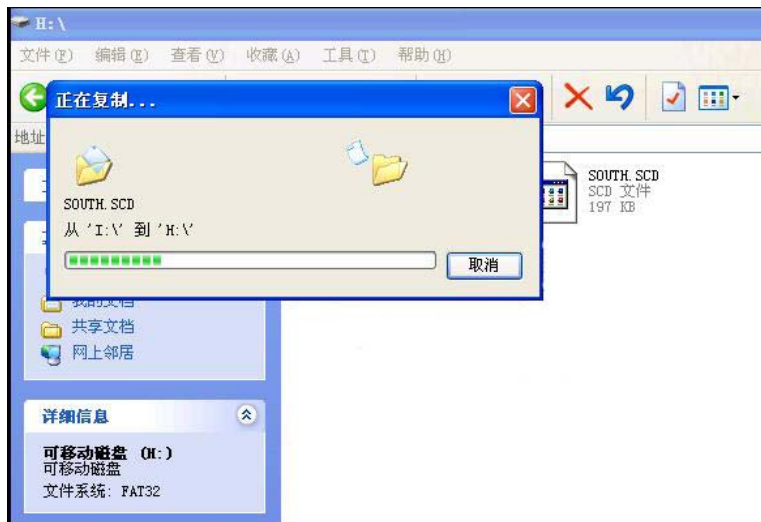 H:\
文件(F) 编辑(E) 查看(V) 收藏(A) 工具(T) 帮助(H)
正在复制...
地址
SOUTH.SCD
从 'I:\' 到 'H:\'
取消
SOUTH.SCD
SCD 文件
197 KB
我的文档
共享文档
网上邻居
详细信息
可移动磁盘 (H:)
可移动磁盘
文件系统: FAT32